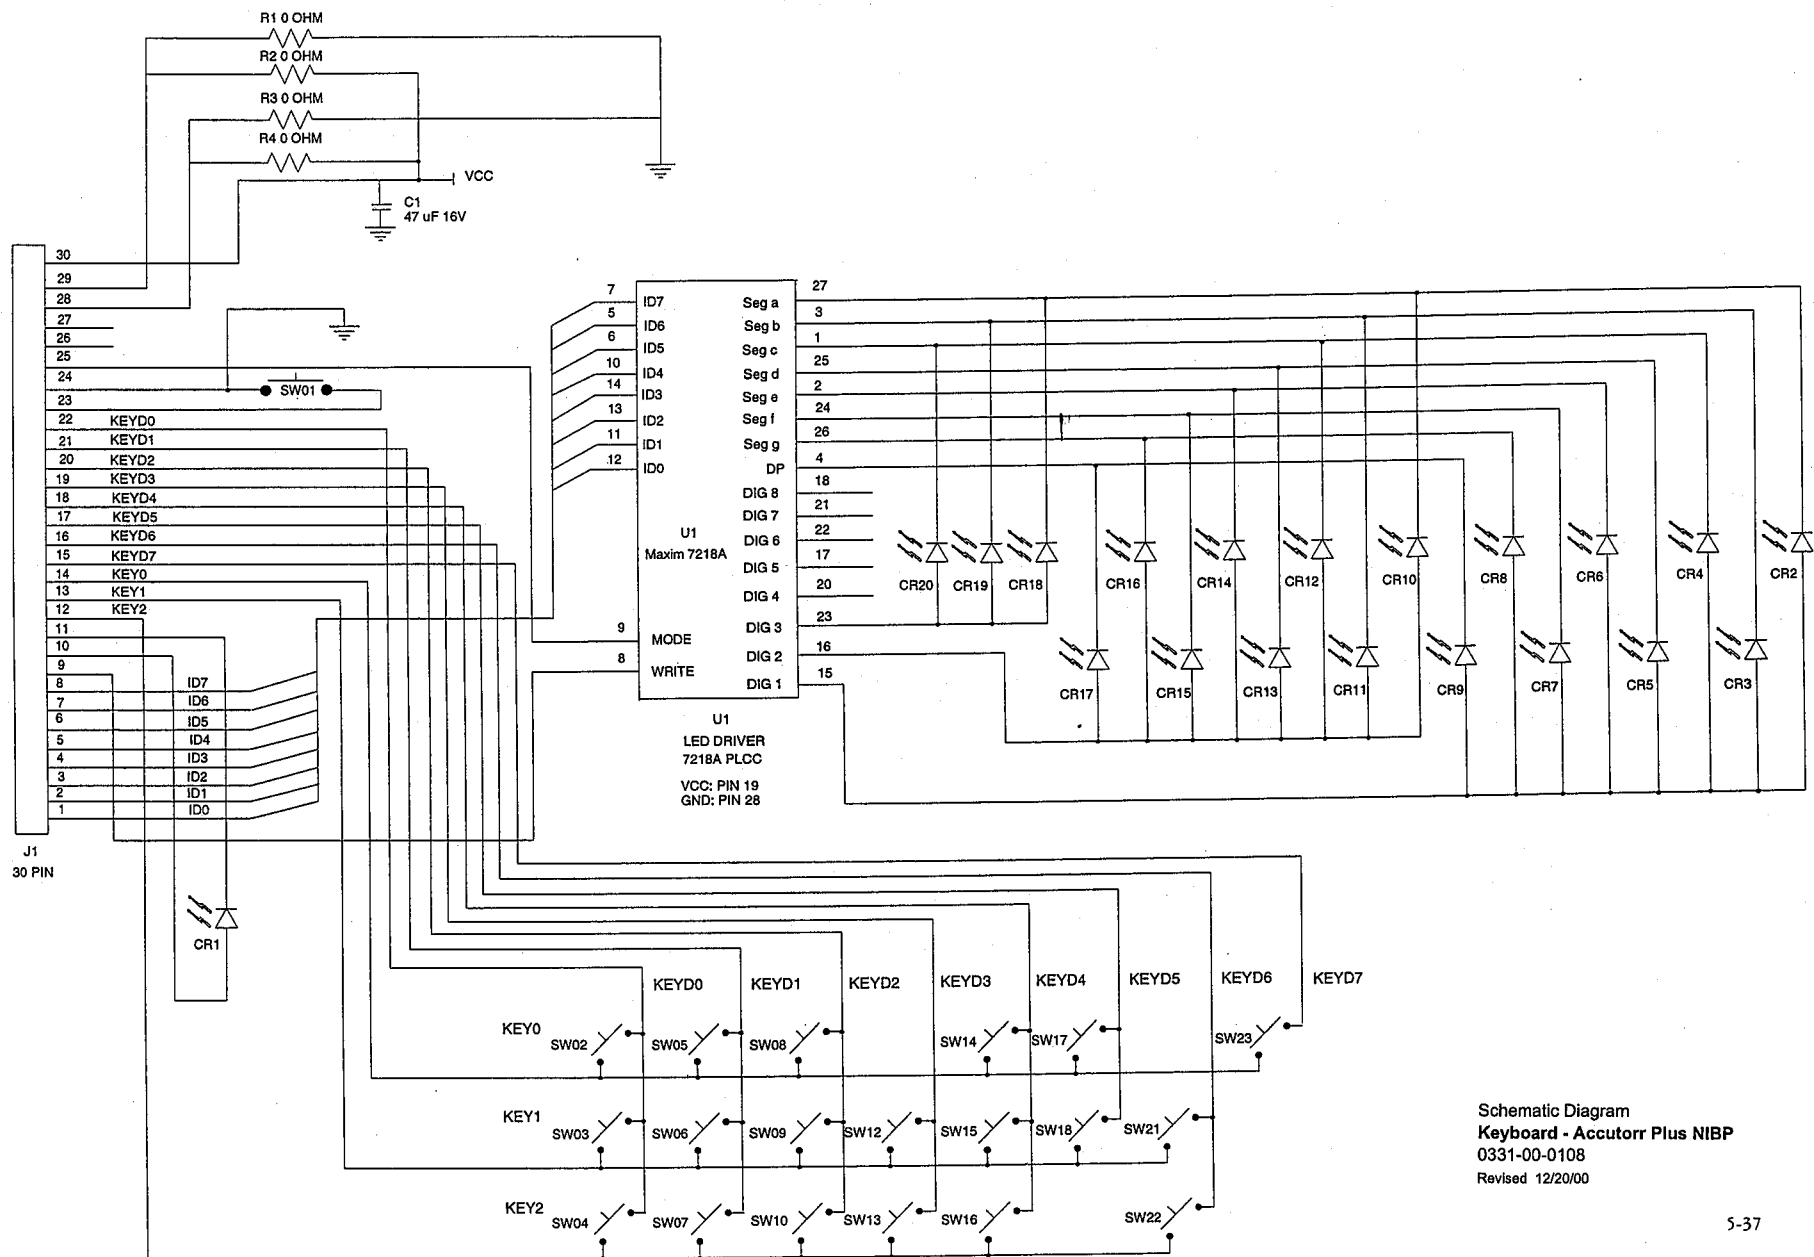 R1 0 OHM
R2 0 OHM
R3 0 OHM
R4 0 OHM
VCC
C1
47 uF 16V
30
29
28
27
26
25
24
23
22 KEYD0
21 KEYD1
20 KEYD2
19 KEYD3
18 KEYD4
17 KEYD5
16 KEYD6
15 KEYD7
14 KEY0
13 KEY1
12 KEY2
11
10
9
8 ID7
7 ID6
6 ID5
5 ID4
4 ID3
3 ID2
2 ID1
1 ID0
J1
30 PIN
SW01
CR1
7 ID7
5 ID6
6 ID5
10 ID4
14 ID3
13 ID2
11 ID1
12 ID0
U1
Maxim 7218A
9 MODE
8 WRITE
Seg a 27
Seg b 3
Seg c 1
Seg d 25
Seg e 2
Seg f 24
Seg g 26
DP 4
DIG 8 18
DIG 7 21
DIG 6 22
DIG 5 17
DIG 4 20
DIG 3 23
DIG 2 16
DIG 1 15
U1
LED DRIVER
7218A PLCC
VCC: PIN 19
GND: PIN 28
CR20 CR19 CR18 CR16 CR14 CR12 CR10 CR8 CR6 CR4 CR2
CR17 CR15 CR13 CR11 CR9 CR7 CR5 CR3
KEYD0 KEYD1 KEYD2 KEYD3 KEYD4 KEYD5 KEYD6 KEYD7
KEY0 SW02 SW05 SW08 SW14 SW17 SW23
KEY1 SW03 SW06 SW09 SW12 SW15 SW18 SW21
KEY2 SW04 SW07 SW10 SW13 SW16 SW22
Schematic Diagram
Keyboard - Accutorr Plus NIBP
0331-00-0108
Revised 12/20/00
5-37